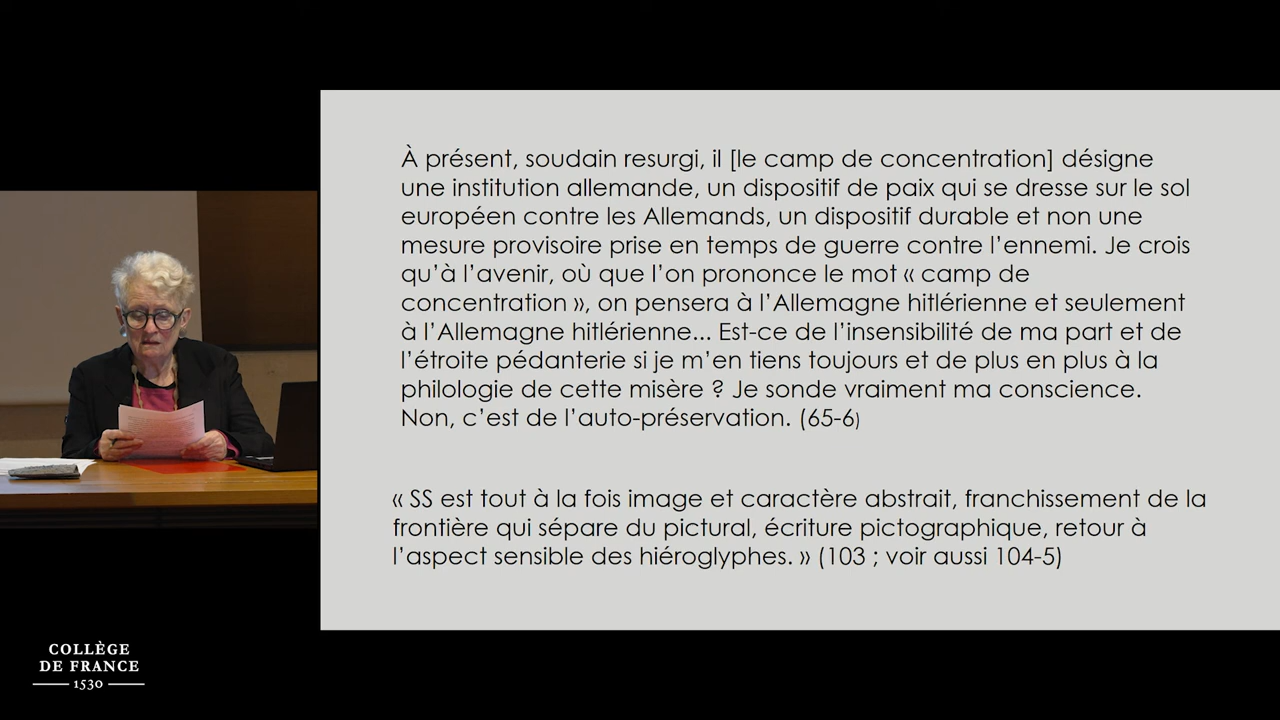 À présent, soudain resurgi, il [le camp de concentration] désigne
une institution allemande, un dispositif de paix qui se dresse sur le sol
européen contre les Allemands, un dispositif durable et non une
mesure provisoire prise en temps de guerre contre l’ennemi. Je crois
qu’à l’avenir, où que l’on prononce le mot « camp de
concentration », on pensera à l’Allemagne hitlérienne et seulement
à l’Allemagne hitlérienne... Est-ce de l’insensibilité de ma part et de
l’étroite pédanterie si je m’en tiens toujours et de plus en plus à la
philologie de cette misère ? Je sonde vraiment ma conscience.
Non, c’est de l’auto-préservation. (65-6)
« SS est tout à la fois image et caractère abstrait, franchissement de la
frontière qui sépare du pictural, écriture pictographique, retour à
l’aspect sensible des hiéroglyphes. » (103 ; voir aussi 104-5)
COLLÈGE
DE FRANCE
1530